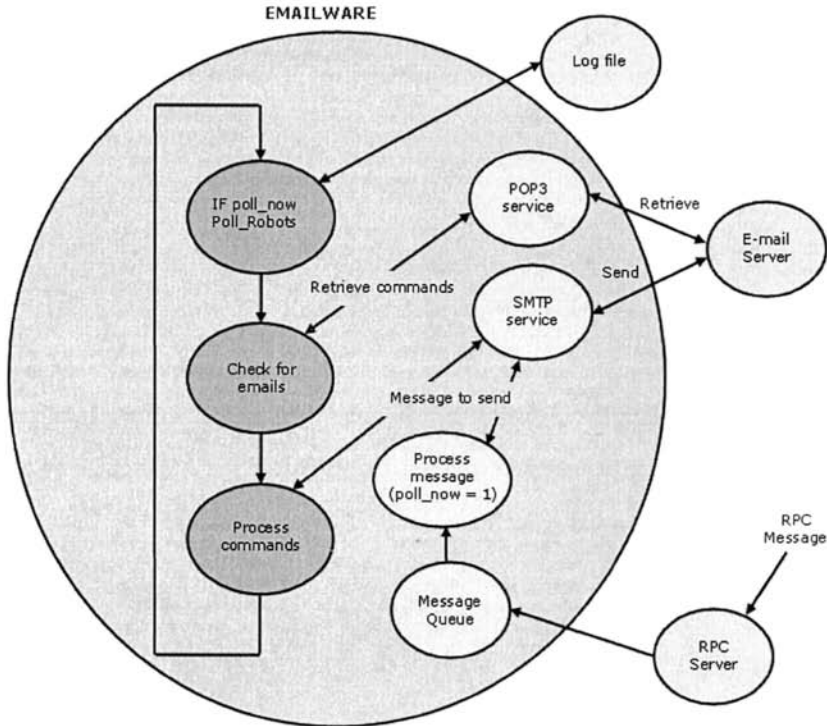 EMAILWARE
Log file
IF poll_now
Poll_Robots
POP3
service
Retrieve
E-mail
Server
Retrieve commands
Send
SMTP
service
Check for
emails
Message to send
Process
message
(poll_now = 1)
Process
commands
RPC
Message
Message
Queue
RPC
Server